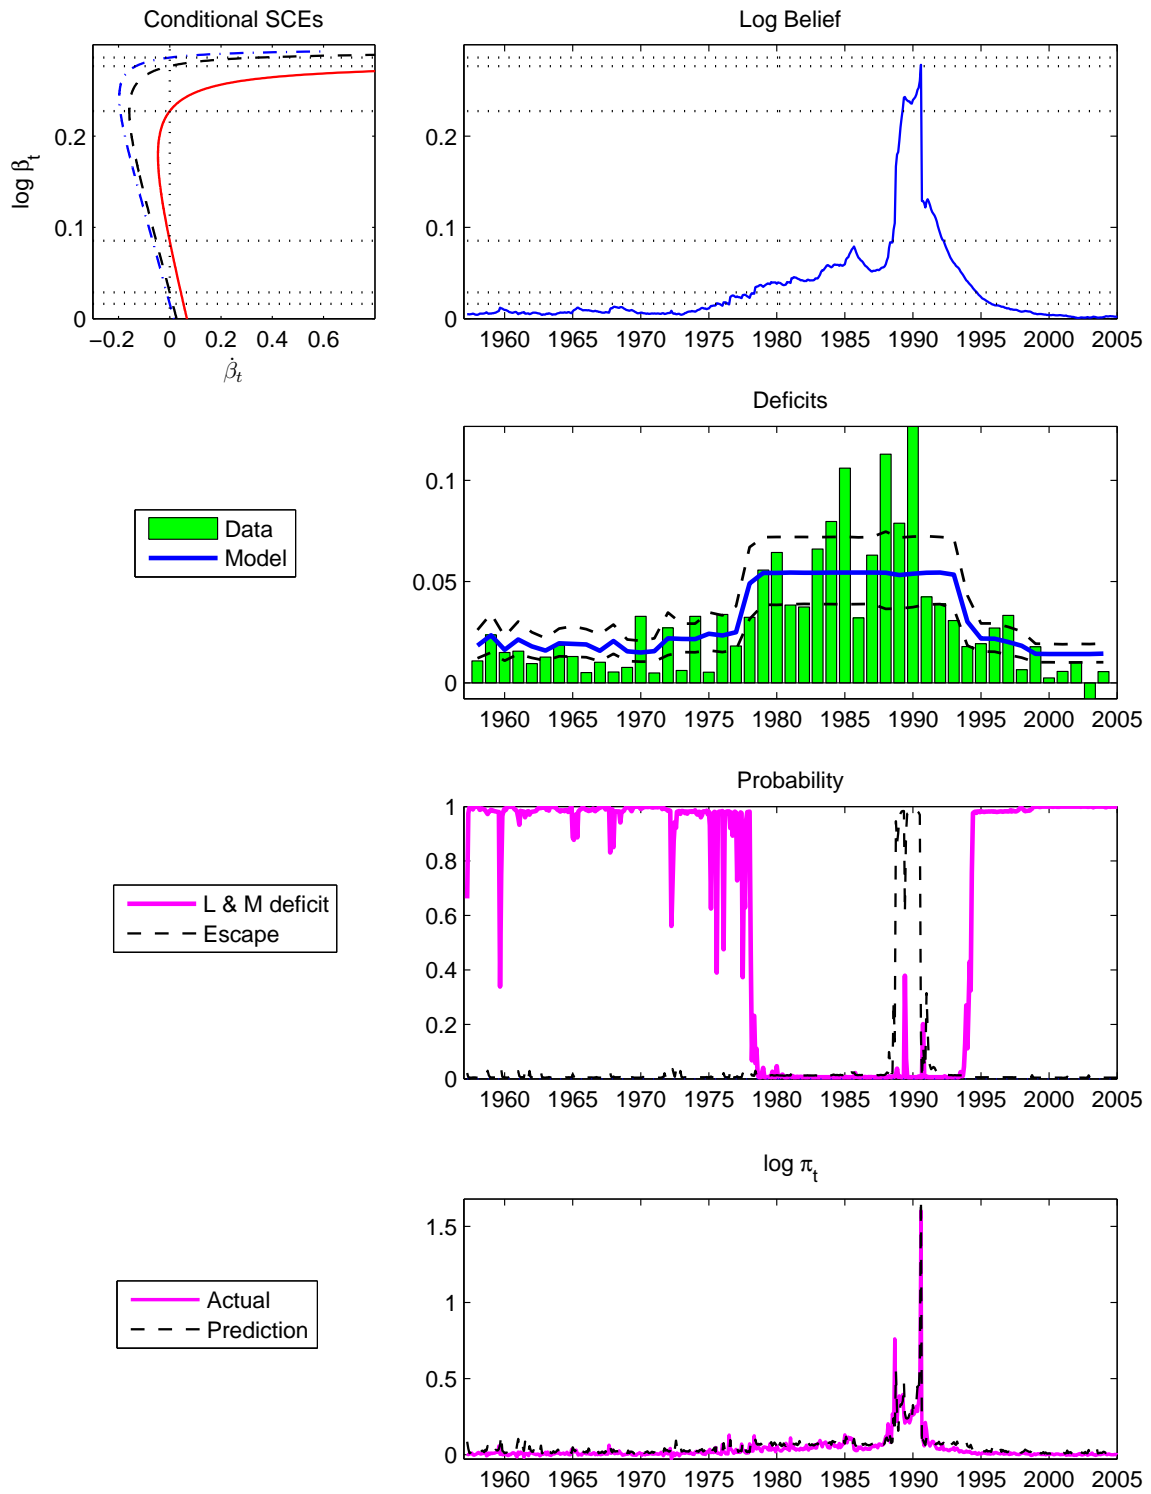 Conditional SCEs
Log Belief
log β_t
0.2
0.1
0
−0.2 0 0.2 0.4 0.6
β̇_t
0.2
0.1
0
1960 1965 1970 1975 1980 1985 1990 1995 2000 2005
Deficits
Data
Model
0.1
0.05
0
1960 1965 1970 1975 1980 1985 1990 1995 2000 2005
Probability
L & M deficit
Escape
1
0.8
0.6
0.4
0.2
0
1960 1965 1970 1975 1980 1985 1990 1995 2000 2005
log π_t
Actual
Prediction
1.5
1
0.5
0
1960 1965 1970 1975 1980 1985 1990 1995 2000 2005